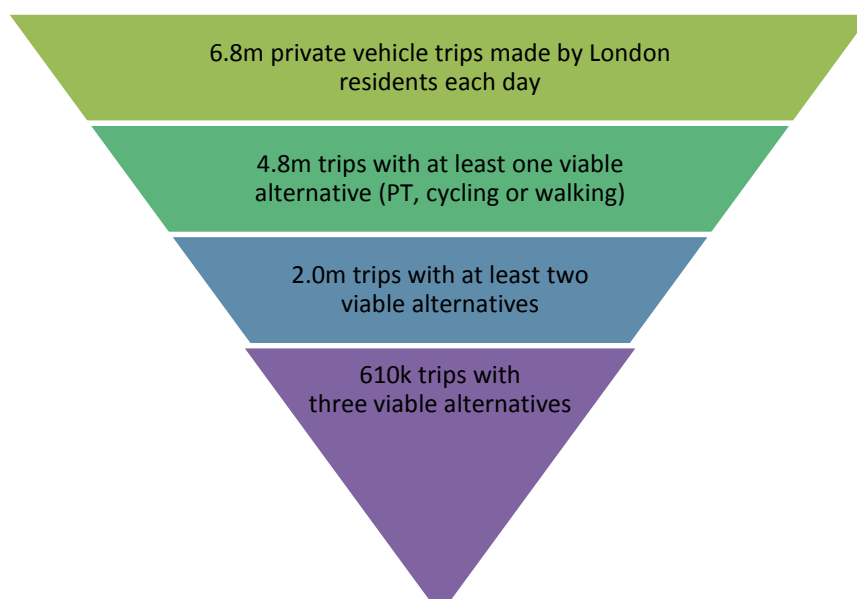 6.8m private vehicle trips made by London
residents each day
4.8m trips with at least one viable
alternative (PT, cycling or walking)
2.0m trips with at least two
viable alternatives
610k trips with
three viable alternatives